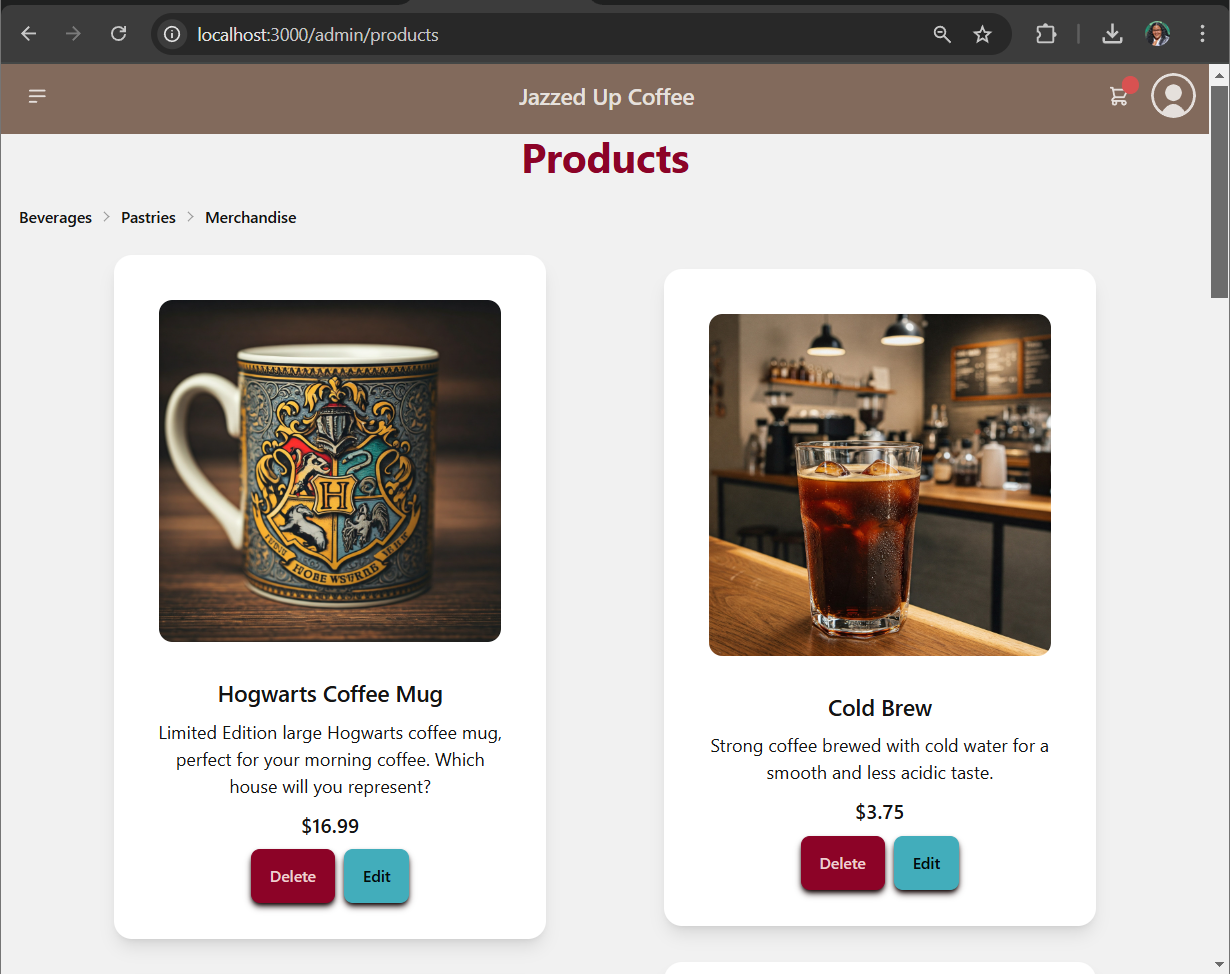 localhost:3000/admin/products
Jazzed Up Coffee
Products
Beverages > Pastries > Merchandise
H
Hogwarts Coffee Mug
Limited Edition large Hogwarts coffee mug,
perfect for your morning coffee. Which
house will you represent?
$16.99
Delete Edit
Cold Brew
Strong coffee brewed with cold water for a
smooth and less acidic taste.
$3.75
Delete Edit